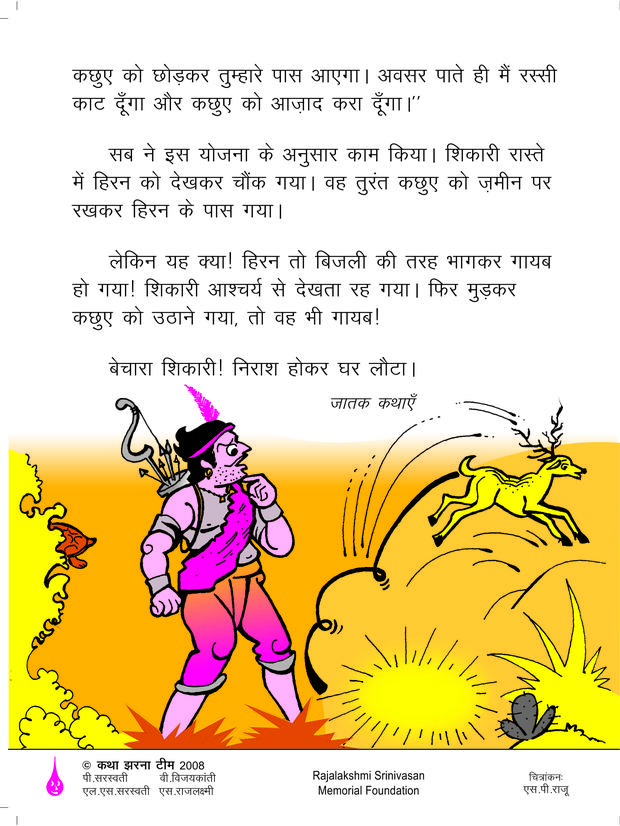 कछुए को छोड़कर तुम्हारे पास आएगा। अवसर पाते ही मैं रस्सी
काट दूँगा और कछुए को आज़ाद करा दूँगा।’’
सब ने इस योजना के अनुसार काम किया। शिकारी रास्ते
में हिरन को देखकर चौंक गया। वह तुरंत कछुए को ज़मीन पर
रखकर हिरन के पास गया।
लेकिन यह क्या! हिरन तो बिजली की तरह भागकर गायब
हो गया! शिकारी आश्चर्य से देखता रह गया। फिर मुड़कर
कछुए को उठाने गया, तो वह भी गायब!
बेचारा शिकारी! निराश होकर घर लौटा।
जातक कथाएँ
© कथा झरना टीम 2008
पी.सरस्वती वी.विजयकांती
एल.एस.सरस्वती एस.राजलक्ष्मी
Rajalakshmi Srinivasan
Memorial Foundation
चित्रांकनः
एस.पी.राजू